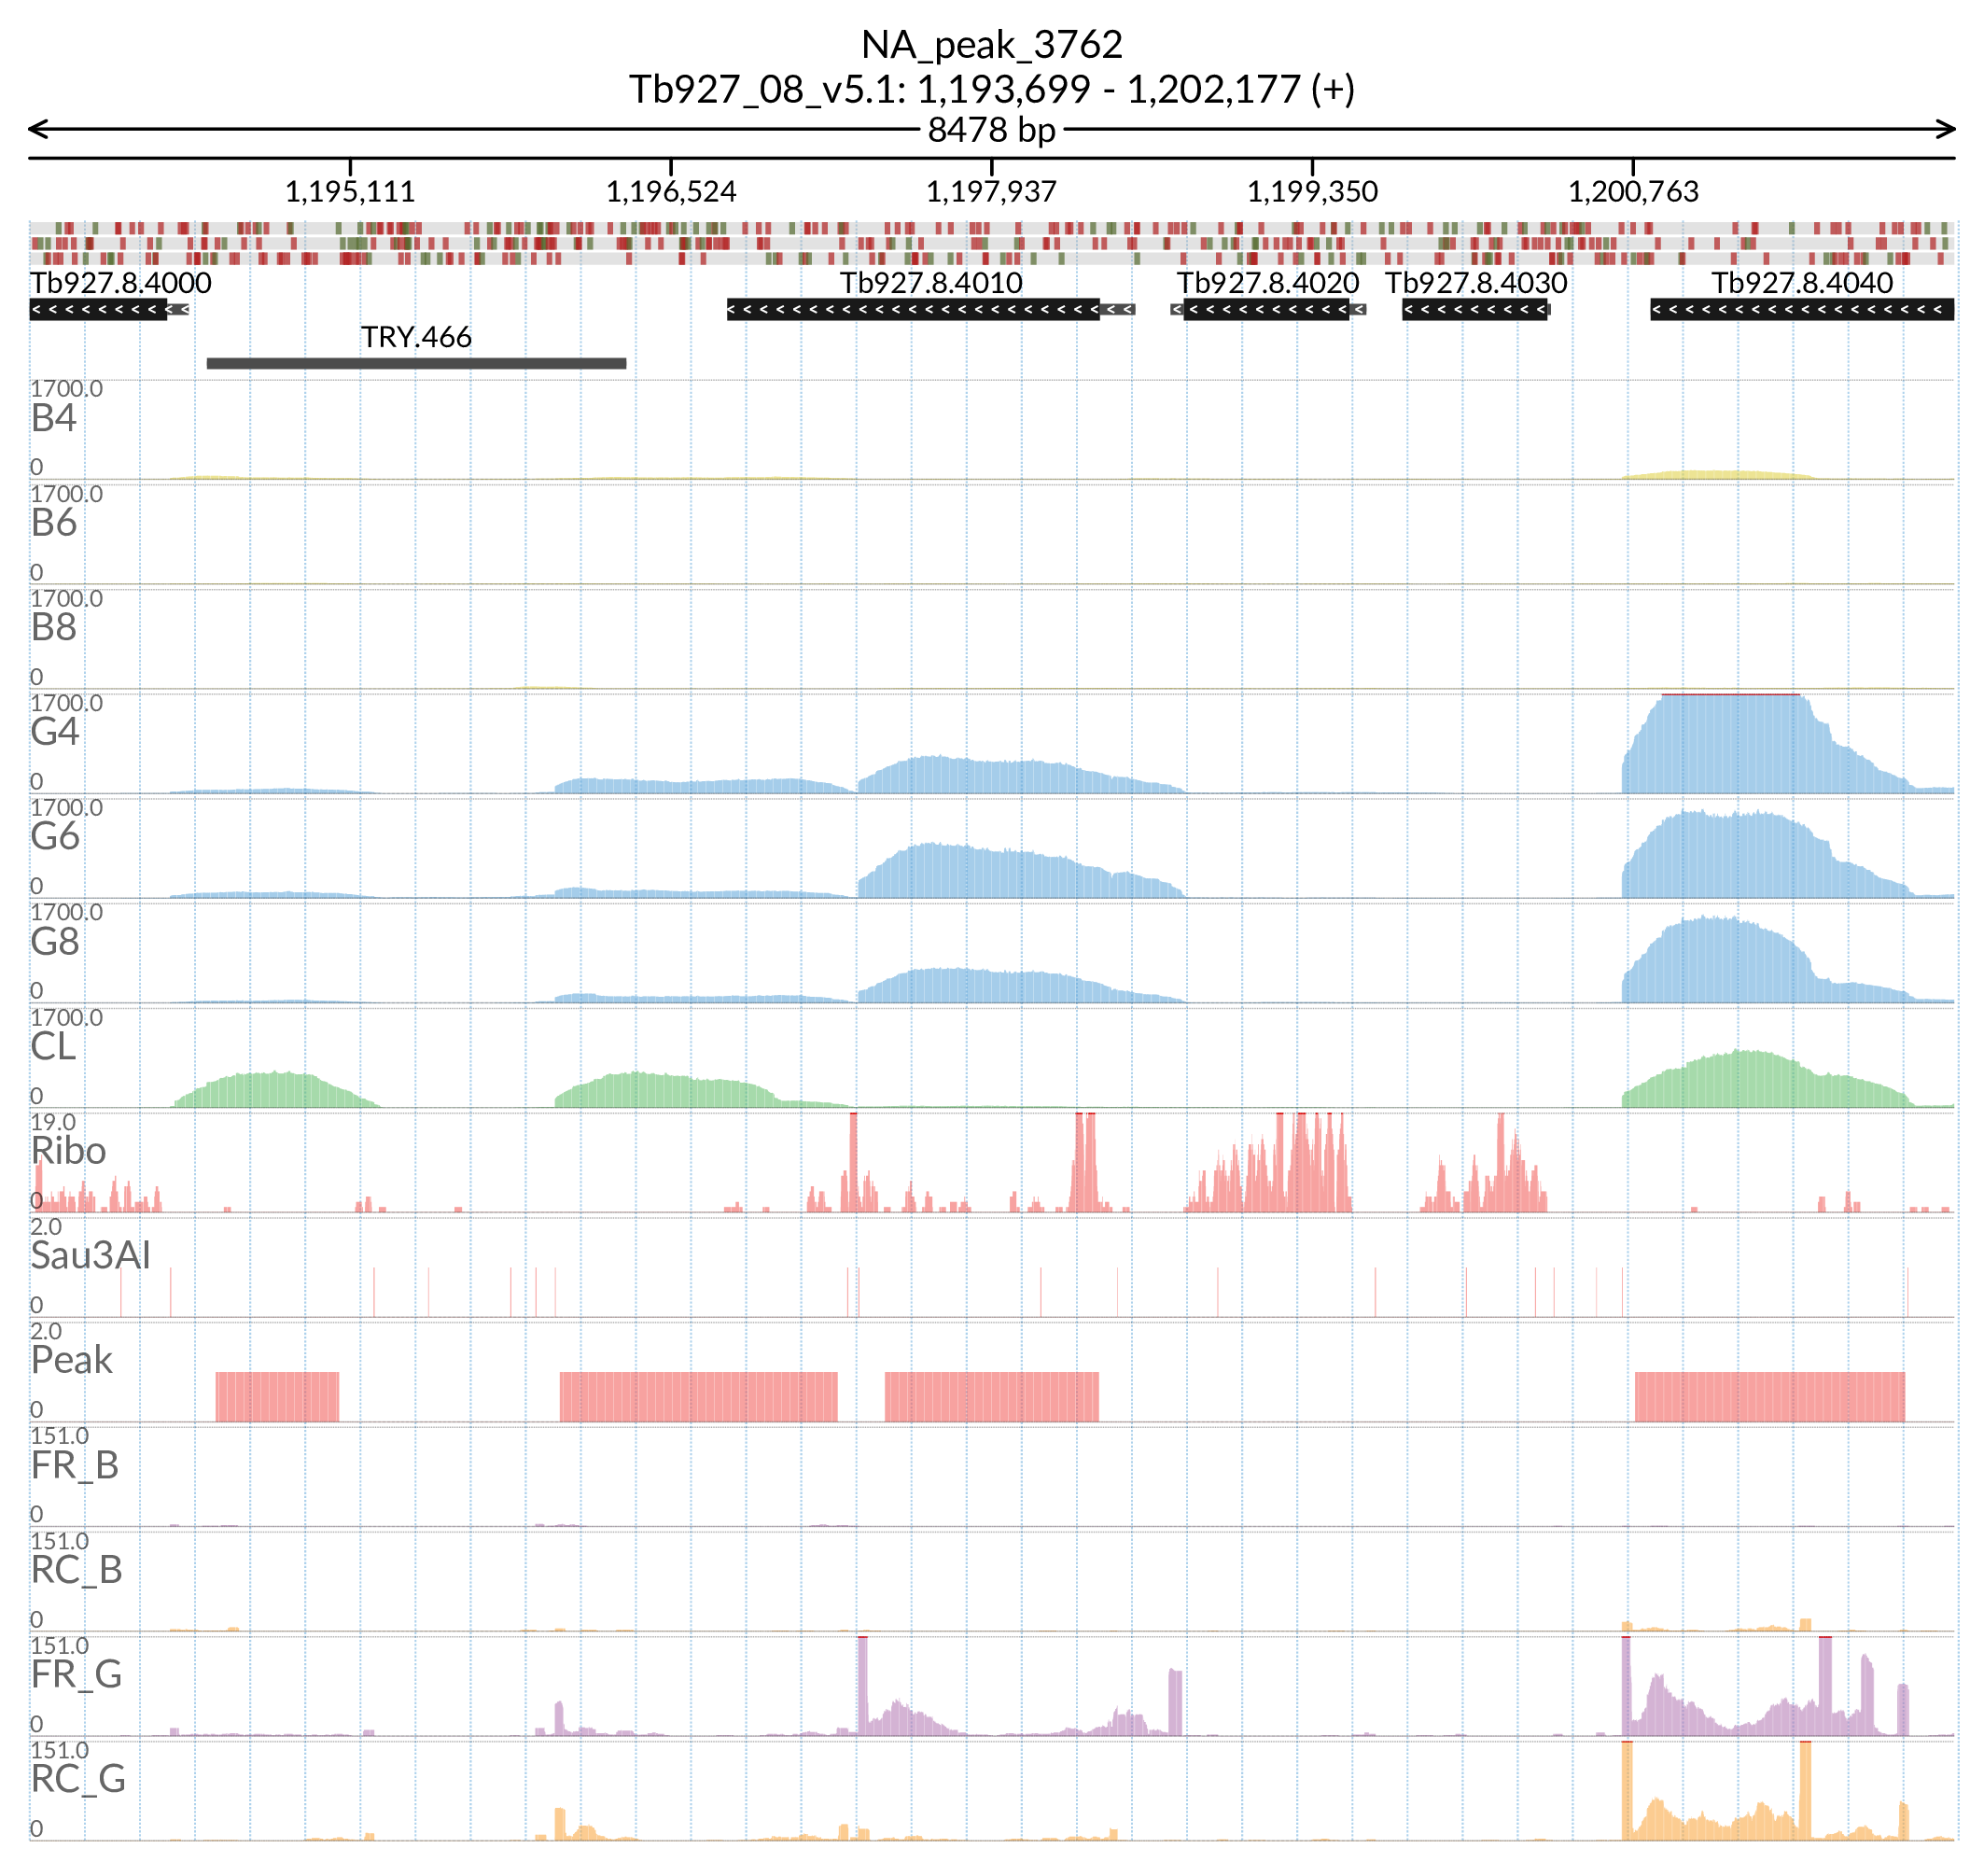 NA_peak_3762
Tb927_08_v5.1: 1,193,699 - 1,202,177 (+)
8478 bp
1,195,111 1,196,524 1,197,937 1,199,350 1,200,763
Tb927.8.4000 Tb927.8.4010 Tb927.8.4020 Tb927.8.4030 Tb927.8.4040
TRY.466
1700.0
B4
0
1700.0
B6
0
1700.0
B8
0
1700.0
G4
0
1700.0
G6
0
1700.0
G8
0
1700.0
CL
0
19.0
Ribo
0
2.0
Sau3AI
0
2.0
Peak
0
151.0
FR_B
0
151.0
RC_B
0
151.0
FR_G
0
151.0
RC_G
0